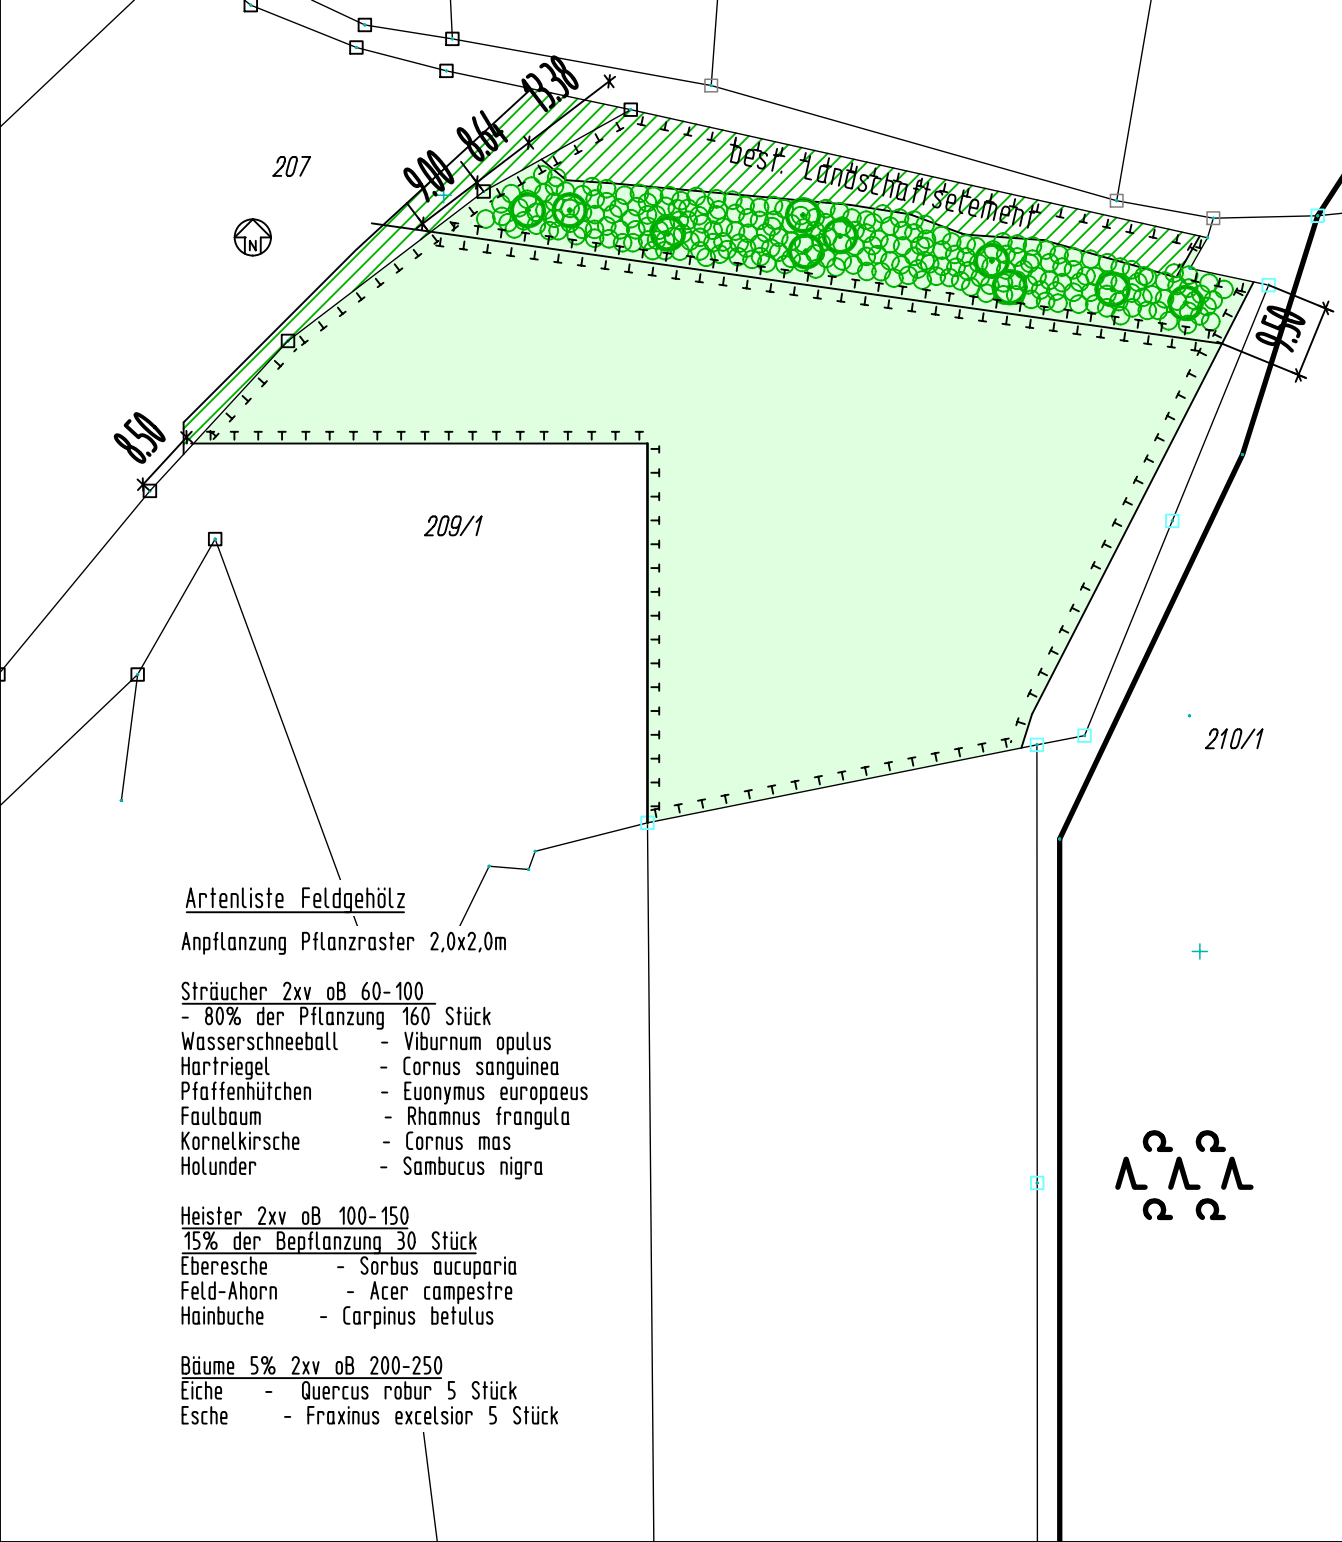 13.38
8.64
9.00
best. Landschaftselement
207
N
9.50
8.50
209/1
210/1
Artenliste Feldgehölz
Anpflanzung Pflanzraster 2,0x2,0m
Sträucher 2xv oB 60-100
- 80% der Pflanzung 160 Stück
Wasserschneeball - Viburnum opulus
Hartriegel - Cornus sanguinea
Pfaffenhütchen - Euonymus europaeus
Faulbaum - Rhamnus frangula
Kornelkirsche - Cornus mas
Holunder - Sambucus nigra
Heister 2xv oB 100-150
15% der Bepflanzung 30 Stück
Eberesche - Sorbus aucuparia
Feld-Ahorn - Acer campestre
Hainbuche - Carpinus betulus
Bäume 5% 2xv oB 200-250
Eiche - Quercus robur 5 Stück
Esche - Fraxinus excelsior 5 Stück